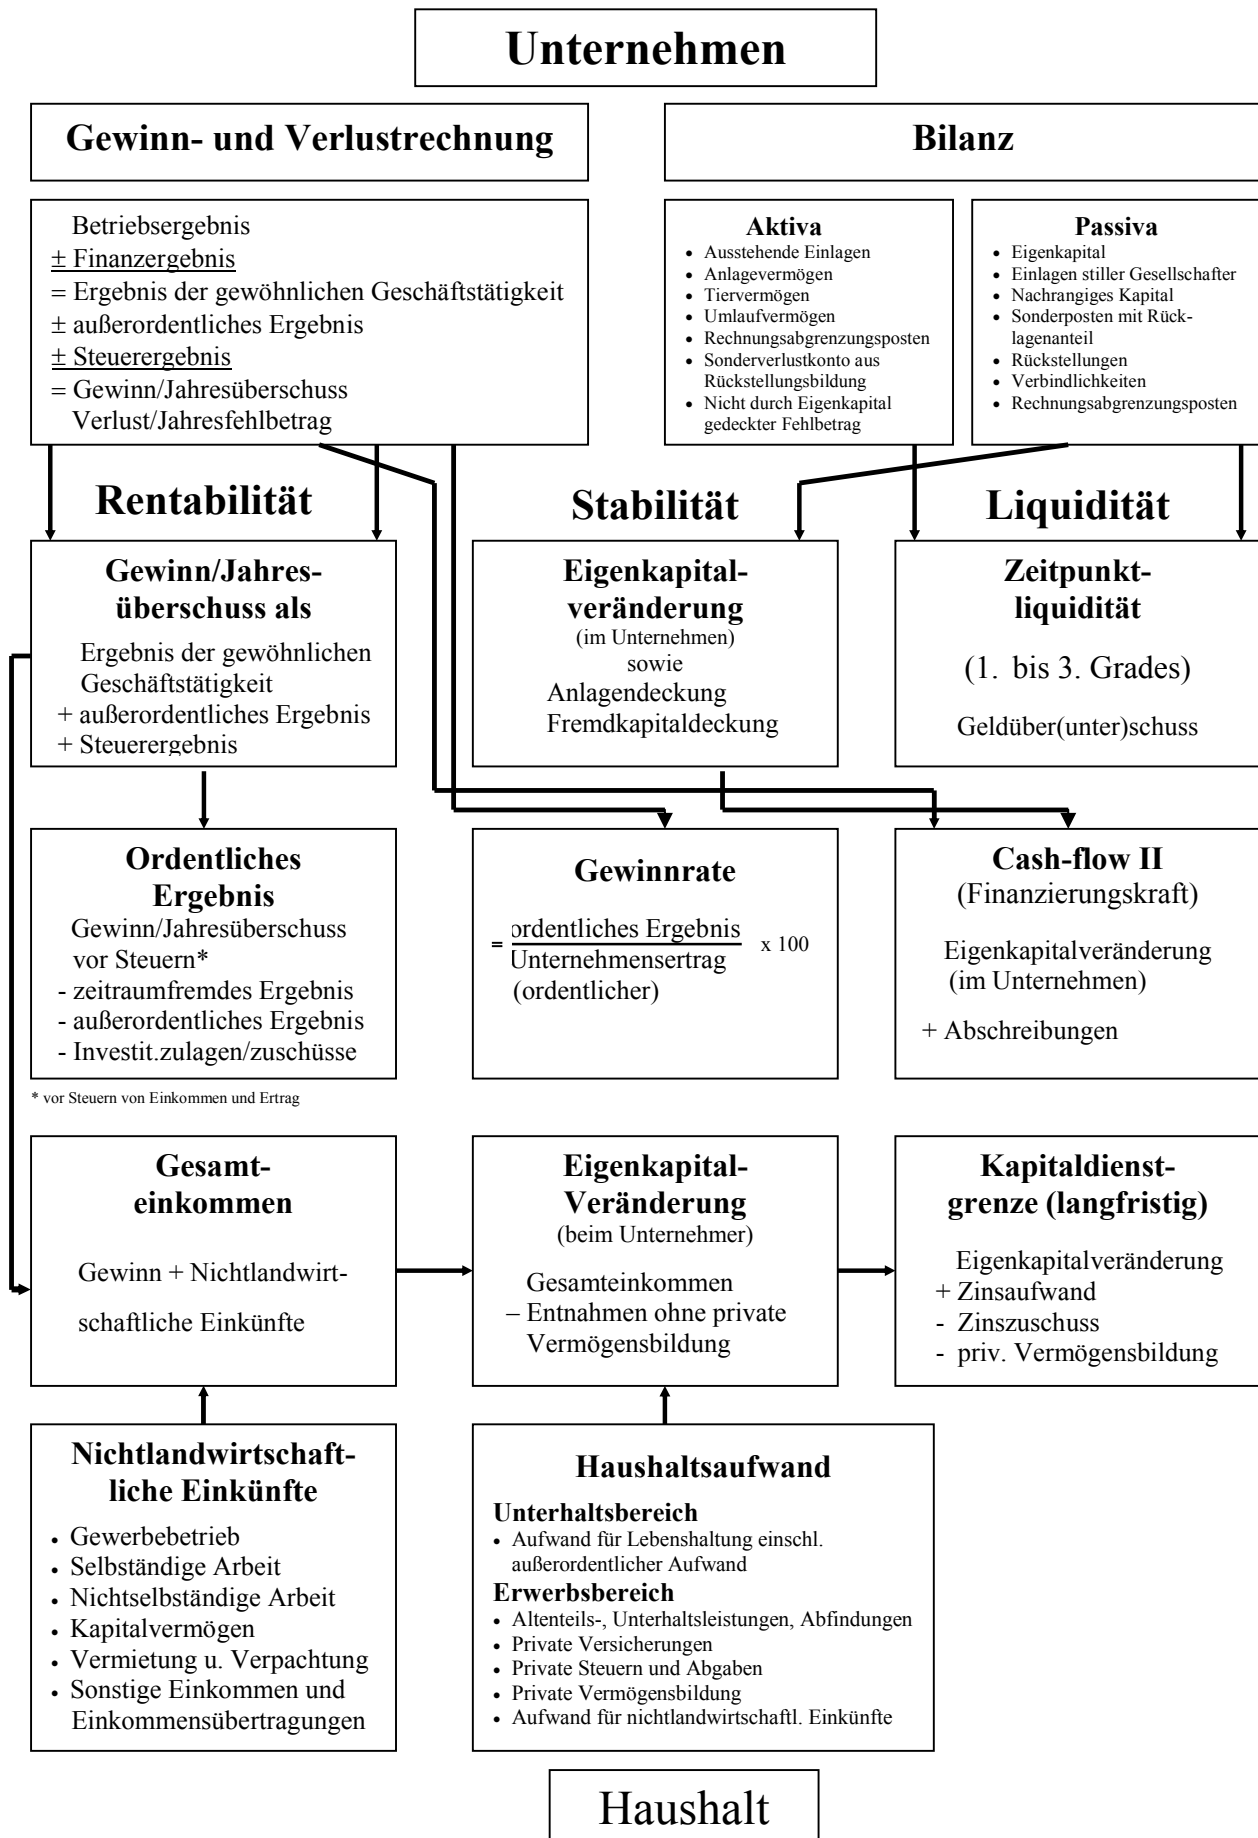 Unternehmen
Gewinn- und Verlustrechnung
Betriebsergebnis
± Finanzergebnis
= Ergebnis der gewöhnlichen Geschäftstätigkeit
± außerordentliches Ergebnis
± Steuerergebnis
= Gewinn/Jahresüberschuss
Verlust/Jahresfehlbetrag
Bilanz
Aktiva
• Ausstehende Einlagen
• Anlagevermögen
• Tiervermögen
• Umlaufvermögen
• Rechnungsabgrenzungsposten
• Sonderverlustkonto aus
Rückstellungsbildung
• Nicht durch Eigenkapital
gedeckter Fehlbetrag
Passiva
• Eigenkapital
• Einlagen stiller Gesellschafter
• Nachrangiges Kapital
• Sonderposten mit Rück-
lagenanteil
• Rückstellungen
• Verbindlichkeiten
• Rechnungsabgrenzungsposten
Rentabilität
Stabilität
Liquidität
Gewinn/Jahres-
überschuss als
Ergebnis der gewöhnlichen
Geschäftstätigkeit
+ außerordentliches Ergebnis
+ Steuerergebnis
Eigenkapital-
veränderung
(im Unternehmen)
sowie
Anlagendeckung
Fremdkapitaldeckung
Zeitpunkt-
liquidität
(1. bis 3. Grades)
Geldüber(unter)schuss
Ordentliches
Ergebnis
Gewinn/Jahresüberschuss
vor Steuern*
- zeitraumfremdes Ergebnis
- außerordentliches Ergebnis
- Investit.zulagen/zuschüsse
Gewinnrate
= ordentliches Ergebnis x 100
Unternehmensertrag
(ordentlicher)
Cash-flow II
(Finanzierungskraft)
Eigenkapitalveränderung
(im Unternehmen)
+ Abschreibungen
* vor Steuern von Einkommen und Ertrag
Gesamt-
einkommen
Gewinn + Nichtlandwirt-
schaftliche Einkünfte
Eigenkapital-
Veränderung
(beim Unternehmer)
Gesamteinkommen
– Entnahmen ohne private
Vermögensbildung
Kapitaldienst-
grenze (langfristig)
Eigenkapitalveränderung
+ Zinsaufwand
- Zinszuschuss
- priv. Vermögensbildung
Nichtlandwirtschaft-
liche Einkünfte
• Gewerbebetrieb
• Selbständige Arbeit
• Nichtselbständige Arbeit
• Kapitalvermögen
• Vermietung u. Verpachtung
• Sonstige Einkommen und
Einkommensübertragungen
Haushaltsaufwand
Unterhaltsbereich
• Aufwand für Lebenshaltung einschl.
außerordentlicher Aufwand
Erwerbsbereich
• Altenteils-, Unterhaltsleistungen, Abfindungen
• Private Versicherungen
• Private Steuern und Abgaben
• Private Vermögensbildung
• Aufwand für nichtlandwirtschaftl. Einkünfte
Haushalt